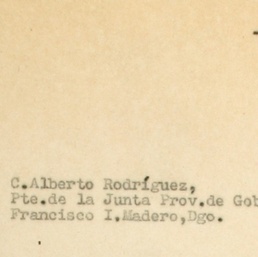 C.Alberto Rodríguez,
Pte.de la Junta Prov.de Gob
Francisco I.Madero,Dgo.